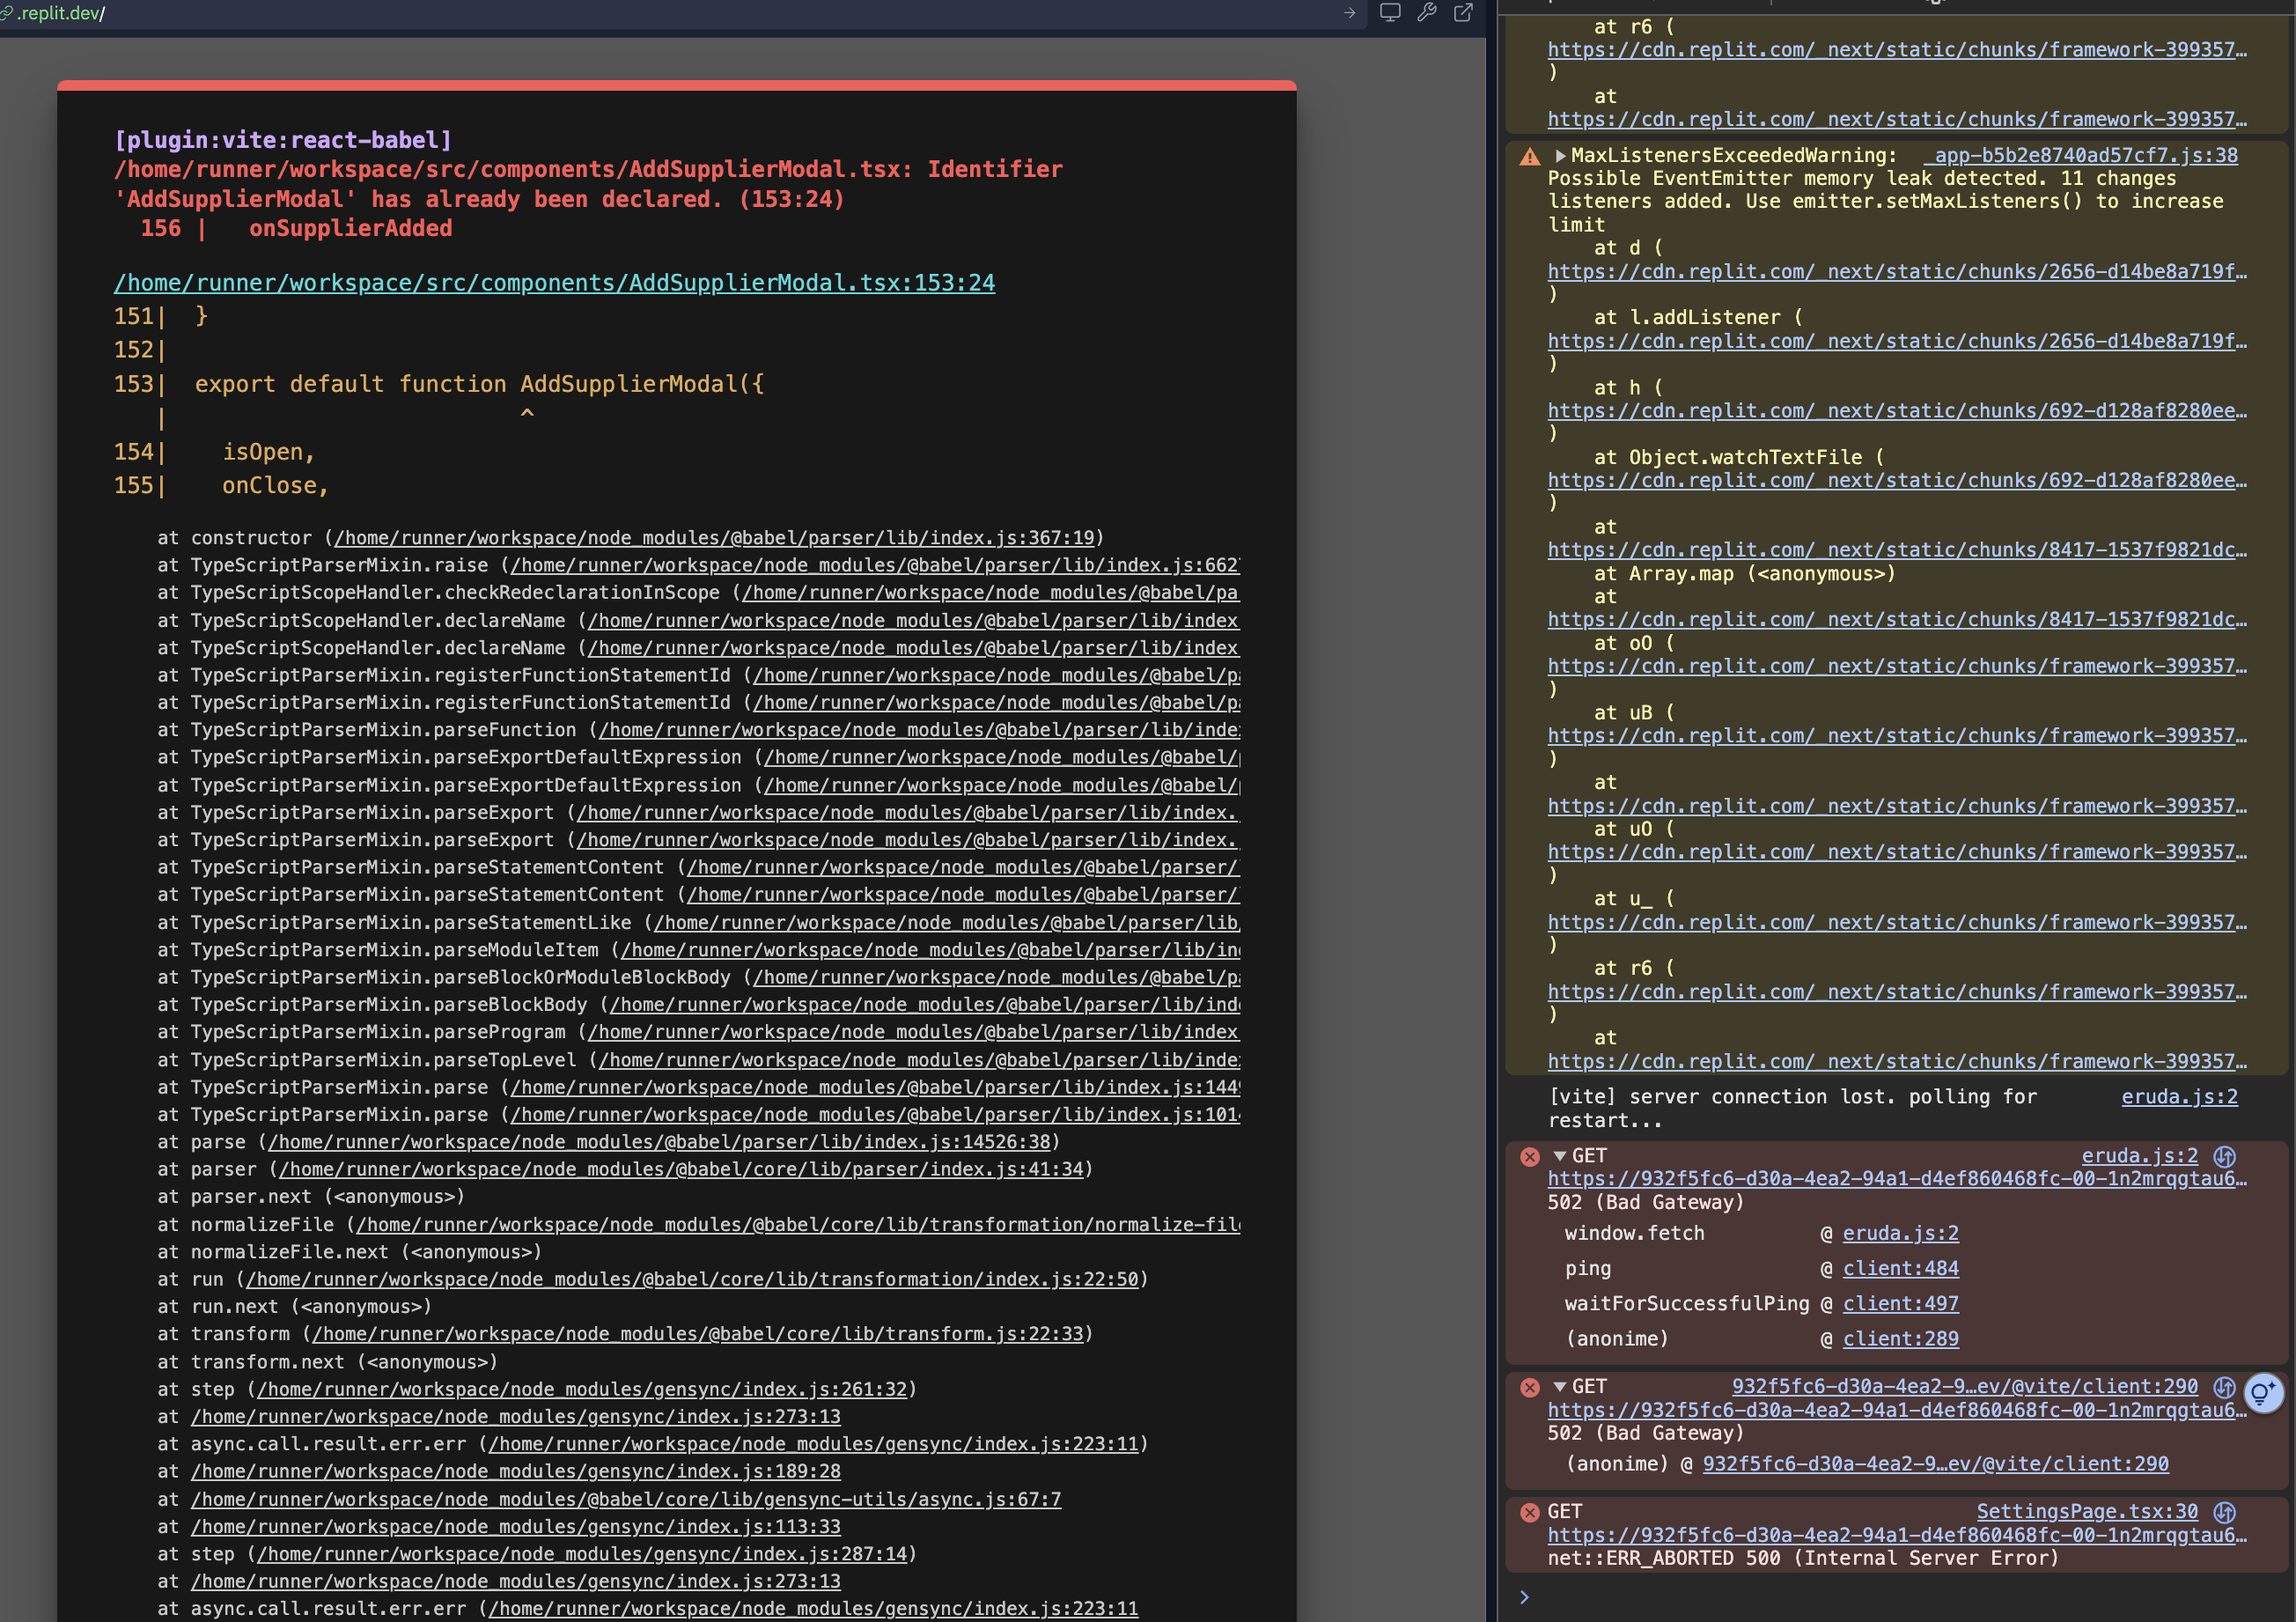 .replit.dev/
[plugin:vite:react-babel]
/home/runner/workspace/src/components/AddSupplierModal.tsx: Identifier
'AddSupplierModal' has already been declared. (153:24)
156 |   onSupplierAdded
/home/runner/workspace/src/components/AddSupplierModal.tsx:153:24
151|  }
152|
153|  export default function AddSupplierModal({
|                          ^
154|    isOpen,
155|    onClose,
at constructor (/home/runner/workspace/node_modules/@babel/parser/lib/index.js:367:19)
at TypeScriptParserMixin.raise (/home/runner/workspace/node_modules/@babel/parser/lib/index.js:662
at TypeScriptScopeHandler.checkRedeclarationInScope (/home/runner/workspace/node_modules/@babel/pa
at TypeScriptScopeHandler.declareName (/home/runner/workspace/node_modules/@babel/parser/lib/index
at TypeScriptScopeHandler.declareName (/home/runner/workspace/node_modules/@babel/parser/lib/index
at TypeScriptParserMixin.registerFunctionStatementId (/home/runner/workspace/node_modules/@babel/pa
at TypeScriptParserMixin.registerFunctionStatementId (/home/runner/workspace/node_modules/@babel/pa
at TypeScriptParserMixin.parseFunction (/home/runner/workspace/node_modules/@babel/parser/lib/index
at TypeScriptParserMixin.parseExportDefaultExpression (/home/runner/workspace/node_modules/@babel/p
at TypeScriptParserMixin.parseExportDefaultExpression (/home/runner/workspace/node_modules/@babel/p
at TypeScriptParserMixin.parseExport (/home/runner/workspace/node_modules/@babel/parser/lib/index.
at TypeScriptParserMixin.parseExport (/home/runner/workspace/node_modules/@babel/parser/lib/index.
at TypeScriptParserMixin.parseStatementContent (/home/runner/workspace/node_modules/@babel/parser/
at TypeScriptParserMixin.parseStatementContent (/home/runner/workspace/node_modules/@babel/parser/
at TypeScriptParserMixin.parseStatementLike (/home/runner/workspace/node_modules/@babel/parser/lib/
at TypeScriptParserMixin.parseModuleItem (/home/runner/workspace/node_modules/@babel/parser/lib/in
at TypeScriptParserMixin.parseBlockOrModuleBlockBody (/home/runner/workspace/node_modules/@babel/pa
at TypeScriptParserMixin.parseBlockBody (/home/runner/workspace/node_modules/@babel/parser/lib/ind
at TypeScriptParserMixin.parseProgram (/home/runner/workspace/node_modules/@babel/parser/lib/index
at TypeScriptParserMixin.parseTopLevel (/home/runner/workspace/node_modules/@babel/parser/lib/inde
at TypeScriptParserMixin.parse (/home/runner/workspace/node_modules/@babel/parser/lib/index.js:144
at TypeScriptParserMixin.parse (/home/runner/workspace/node_modules/@babel/parser/lib/index.js:101
at parse (/home/runner/workspace/node_modules/@babel/parser/lib/index.js:14526:38)
at parser (/home/runner/workspace/node_modules/@babel/core/lib/parser/index.js:41:34)
at parser.next (<anonymous>)
at normalizeFile (/home/runner/workspace/node_modules/@babel/core/lib/transformation/normalize-file
at normalizeFile.next (<anonymous>)
at run (/home/runner/workspace/node_modules/@babel/core/lib/transformation/index.js:22:50)
at run.next (<anonymous>)
at transform (/home/runner/workspace/node_modules/@babel/core/lib/transform.js:22:33)
at transform.next (<anonymous>)
at step (/home/runner/workspace/node_modules/gensync/index.js:261:32)
at /home/runner/workspace/node_modules/gensync/index.js:273:13
at async.call.result.err.err (/home/runner/workspace/node_modules/gensync/index.js:223:11)
at /home/runner/workspace/node_modules/gensync/index.js:189:28
at /home/runner/workspace/node_modules/@babel/core/lib/gensync-utils/async.js:67:7
at /home/runner/workspace/node_modules/gensync/index.js:113:33
at step (/home/runner/workspace/node_modules/gensync/index.js:287:14)
at /home/runner/workspace/node_modules/gensync/index.js:273:13
at async.call.result.err.err (/home/runner/workspace/node_modules/gensync/index.js:223:11
at r6 (
https://cdn.replit.com/_next/static/chunks/framework-399357…
)
at
https://cdn.replit.com/_next/static/chunks/framework-399357…
MaxListenersExceededWarning: _app-b5b2e8740ad57cf7.js:38
Possible EventEmitter memory leak detected. 11 changes
listeners added. Use emitter.setMaxListeners() to increase
limit
at d (
https://cdn.replit.com/_next/static/chunks/2656-d14be8a719f…
)
at l.addListener (
https://cdn.replit.com/_next/static/chunks/2656-d14be8a719f…
)
at h (
https://cdn.replit.com/_next/static/chunks/692-d128af8280ee…
)
at Object.watchTextFile (
https://cdn.replit.com/_next/static/chunks/692-d128af8280ee…
)
at
https://cdn.replit.com/_next/static/chunks/8417-1537f9821dc…
at Array.map (<anonymous>)
at
https://cdn.replit.com/_next/static/chunks/8417-1537f9821dc…
at oO (
https://cdn.replit.com/_next/static/chunks/framework-399357…
)
at uB (
https://cdn.replit.com/_next/static/chunks/framework-399357…
)
at
https://cdn.replit.com/_next/static/chunks/framework-399357…
at uO (
https://cdn.replit.com/_next/static/chunks/framework-399357…
)
at u_ (
https://cdn.replit.com/_next/static/chunks/framework-399357…
)
at r6 (
https://cdn.replit.com/_next/static/chunks/framework-399357…
)
at
https://cdn.replit.com/_next/static/chunks/framework-399357…
[vite] server connection lost. polling for eruda.js:2
restart...
GET eruda.js:2
https://932f5fc6-d30a-4ea2-94a1-d4ef860468fc-00-1n2mrqgtau6…
502 (Bad Gateway)
window.fetch @ eruda.js:2
ping @ client:484
waitForSuccessfulPing @ client:497
(anonime) @ client:289
GET 932f5fc6-d30a-4ea2-9…ev/@vite/client:290
https://932f5fc6-d30a-4ea2-94a1-d4ef860468fc-00-1n2mrqgtau6…
502 (Bad Gateway)
(anonime) @ 932f5fc6-d30a-4ea2-9…ev/@vite/client:290
GET SettingsPage.tsx:30
https://932f5fc6-d30a-4ea2-94a1-d4ef860468fc-00-1n2mrqgtau6…
net::ERR_ABORTED 500 (Internal Server Error)